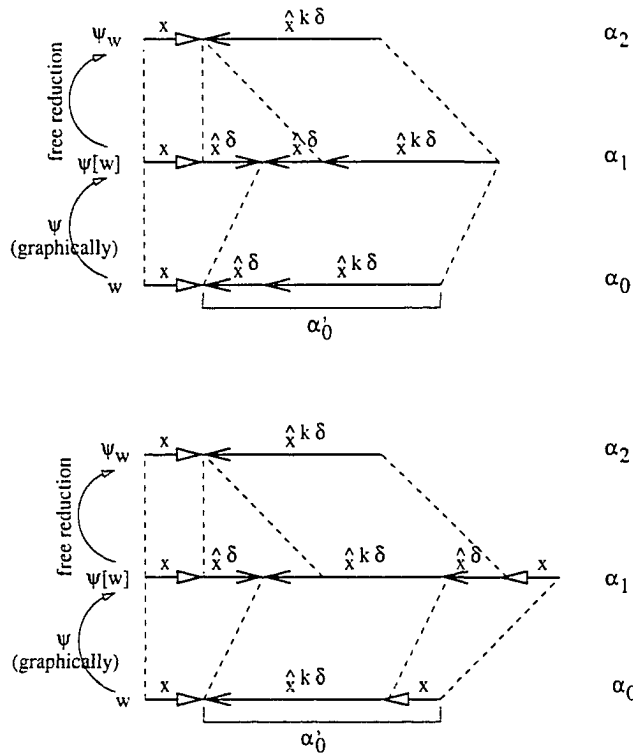 ψw x x̂ k δ α2
free reduction
ψ[w] x x̂ δ x̂ δ x̂ k δ α1
ψ
(graphically)
w x x̂ δ x̂ k δ α0
α'0
ψw x x̂ k δ α2
free reduction
ψ[w] x x̂ δ x̂ k δ x̂ δ x α1
ψ
(graphically)
w x x̂ k δ x α0
α'0